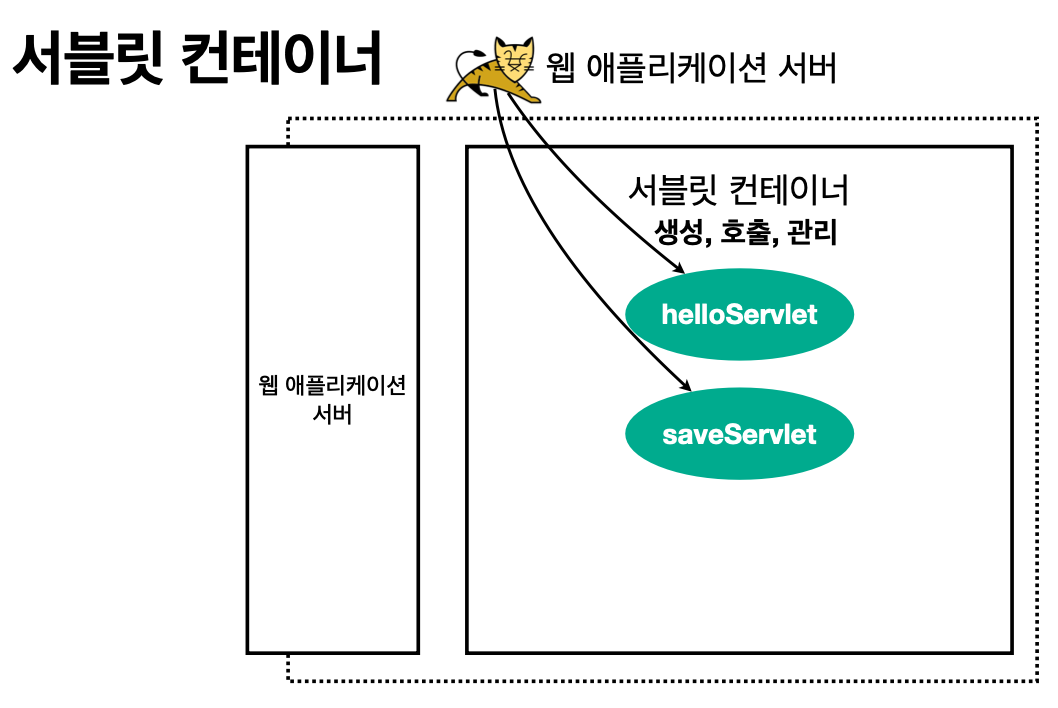 서블릿 컨테이너
웹 애플리케이션 서버
서블릿 컨테이너
생성, 호출, 관리
helloServlet
웹 애플리케이션
서버
saveServlet